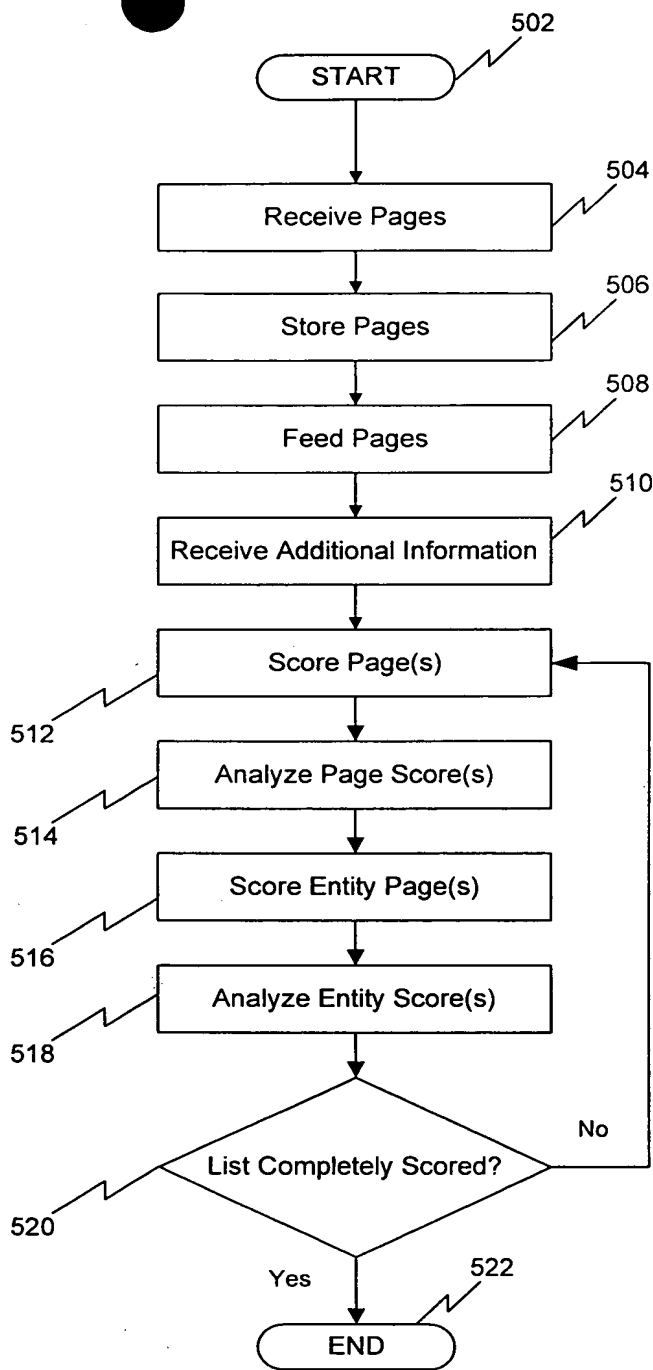 502
START
504
Receive Pages
506
Store Pages
508
Feed Pages
510
Receive Additional Information
Score Page(s)
512
Analyze Page Score(s)
514
Score Entity Page(s)
516
Analyze Entity Score(s)
518
No
List Completely Scored?
520
Yes
522
END